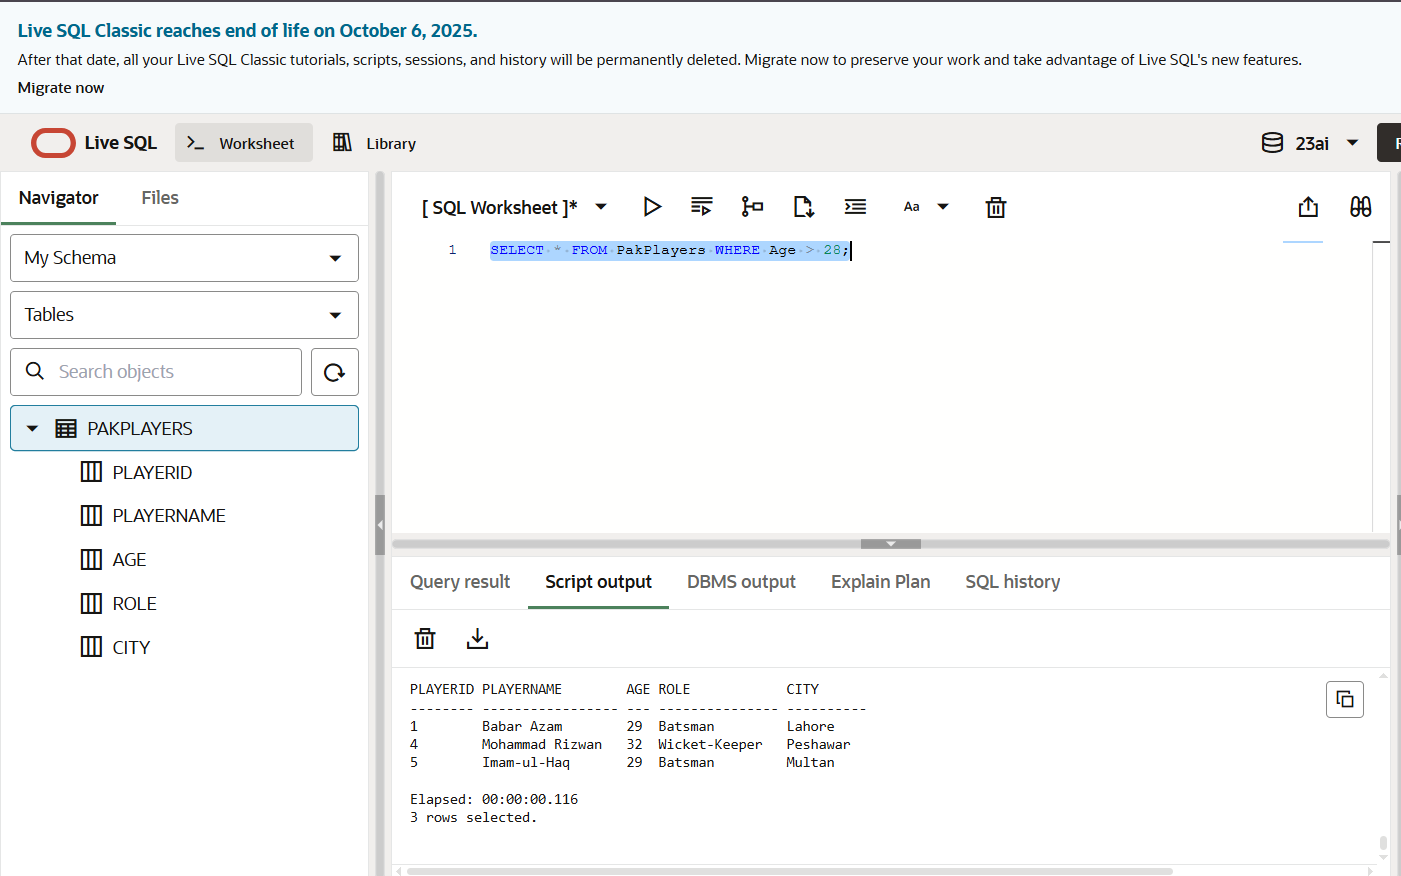 Live SQL Classic reaches end of life on October 6, 2025.
After that date, all your Live SQL Classic tutorials, scripts, sessions, and history will be permanently deleted. Migrate now to preserve your work and take advantage of Live SQL's new features.
Migrate now
Live SQL
Worksheet
Library
23ai
Navigator
Files
My Schema
Tables
Search objects
PAKPLAYERS
PLAYERID
PLAYERNAME
AGE
ROLE
CITY
[ SQL Worksheet ]*
Aa
1 SELECT * FROM PakPlayers WHERE Age > 28;
Query result
Script output
DBMS output
Explain Plan
SQL history
PLAYERID PLAYERNAME        AGE ROLE            CITY
-------- ----------------- --- --------------- ----------
1        Babar Azam        29  Batsman         Lahore
4        Mohammad Rizwan   32  Wicket-Keeper   Peshawar
5        Imam-ul-Haq       29  Batsman         Multan
Elapsed: 00:00:00.116
3 rows selected.